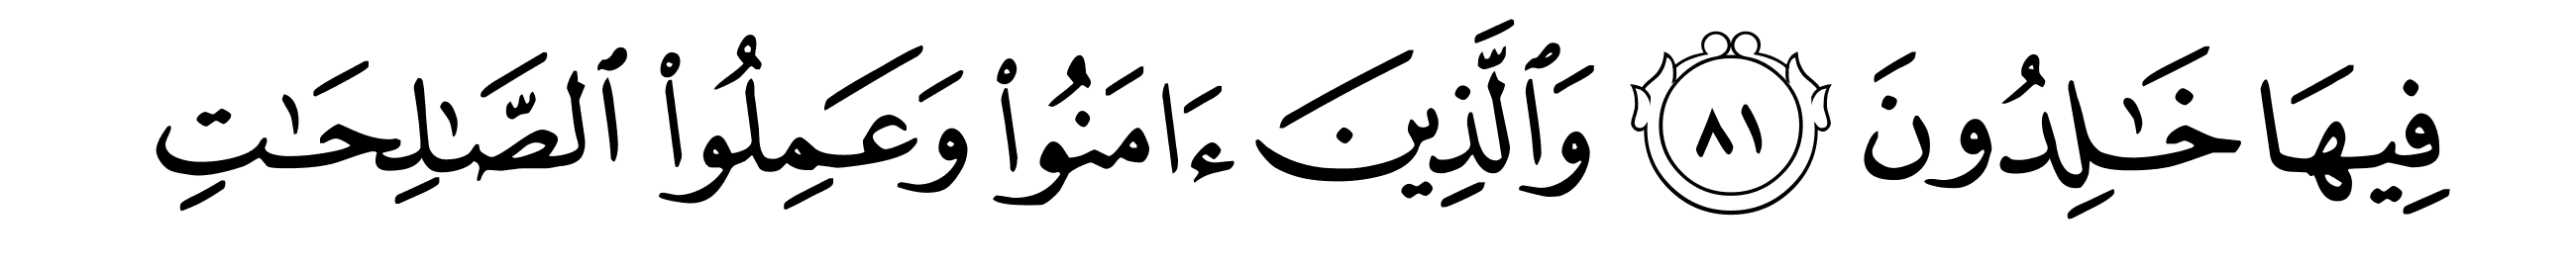 فِيهَا خَـٰلِدُونَ ٨١ وَٱلَّذِينَ ءَامَنُوا۟ وَعَمِلُوا۟ ٱلصَّـٰلِحَـٰتِ